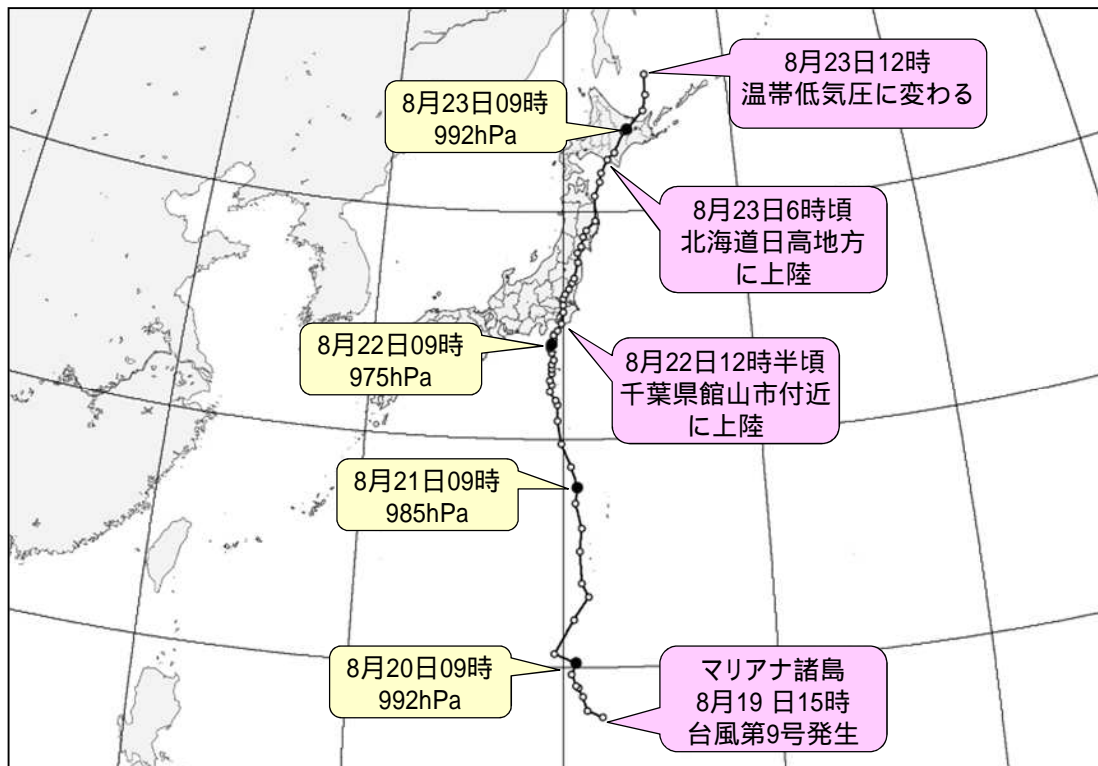 8月23日12時
温帯低気圧に変わる
8月23日09時
992hPa
8月23日6時頃
北海道日高地方
に上陸
8月22日09時
975hPa
8月22日12時半頃
千葉県館山市付近
に上陸
8月21日09時
985hPa
8月20日09時
992hPa
マリアナ諸島
8月19 日15時
台風第9号発生